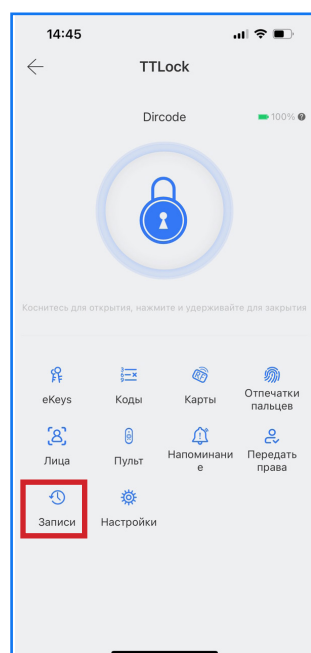 14:45
TTLock
Dircode
100%
Коснитесь для открытия, нажмите и удерживайте для закрытия
eKeys
Коды
Карты
Отпечатки
пальцев
Лица
Пульт
Напоминани
е
Передать
права
Записи
Настройки